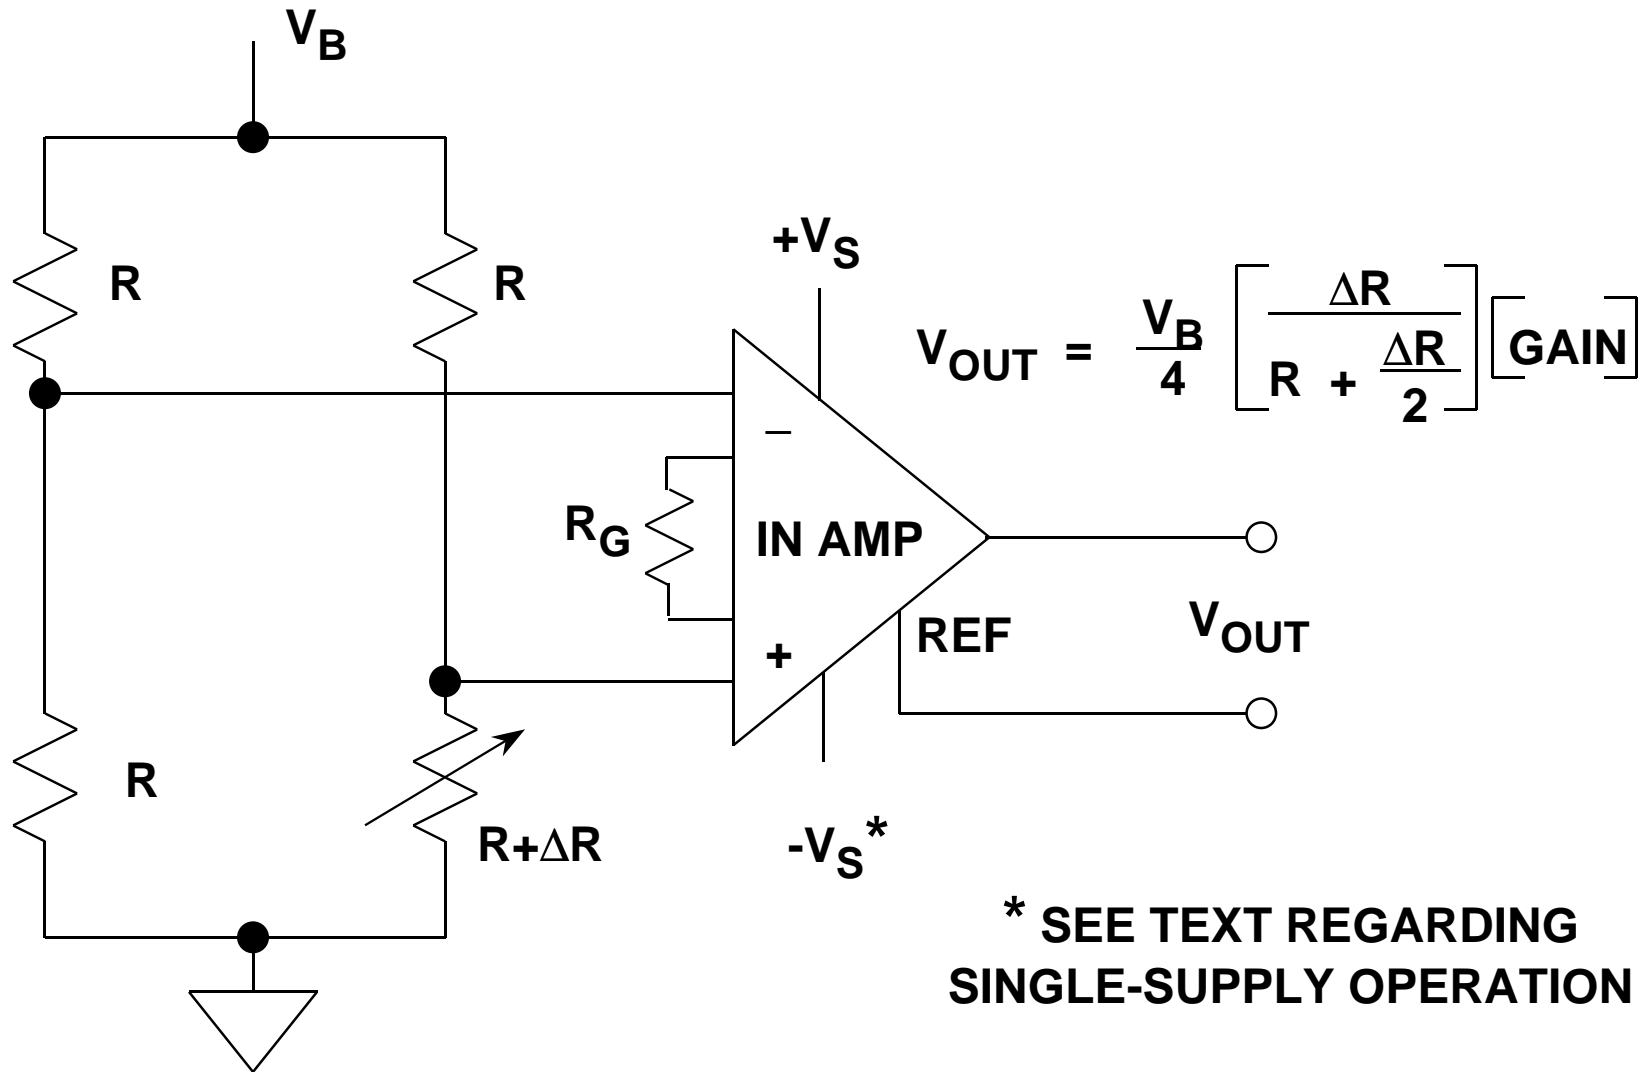 V_B
R
R
+V_S
V_OUT = V_B/4 [ΔR / (R + ΔR/2)] [GAIN]
−
R_G
IN AMP
+
REF
V_OUT
R
R+ΔR
-V_S*
* SEE TEXT REGARDING
SINGLE-SUPPLY OPERATION